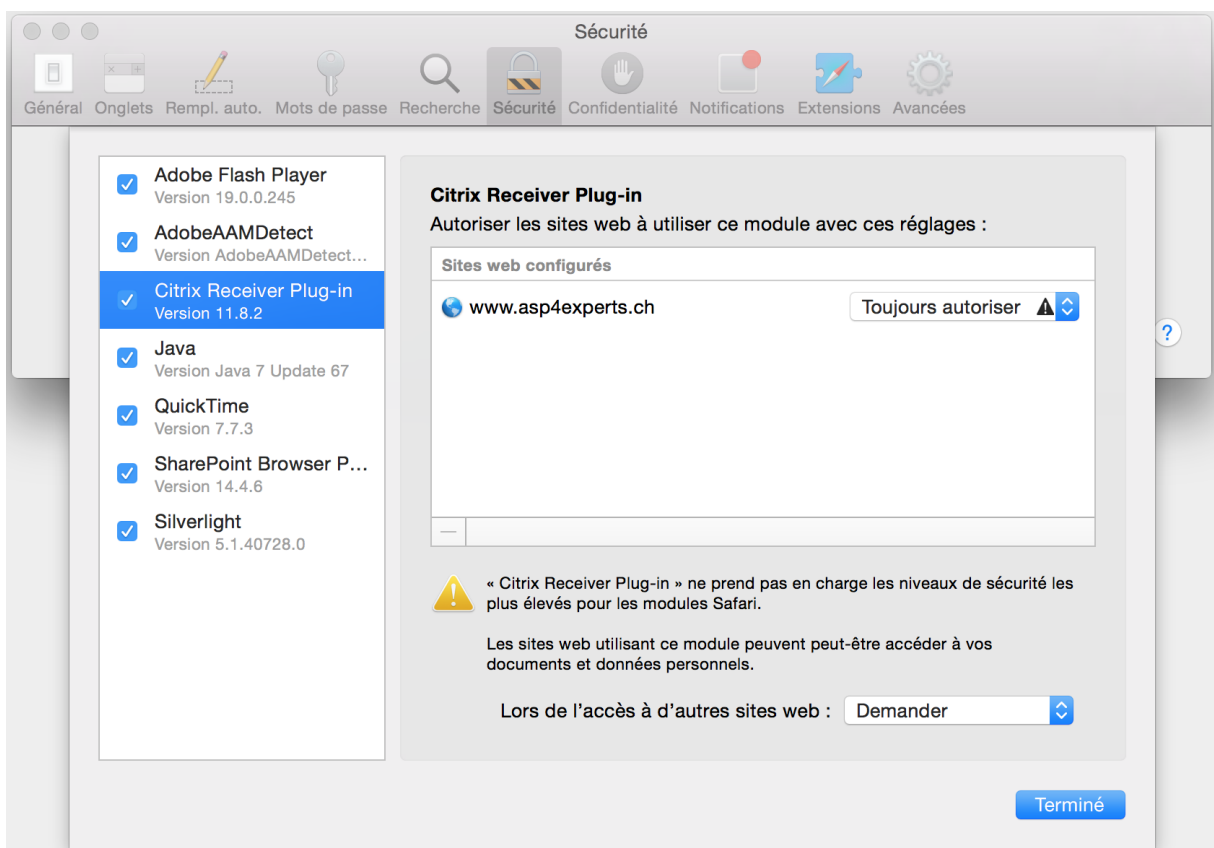 Sécurité
Général Onglets Rempl. auto. Mots de passe Recherche Sécurité Confidentialité Notifications Extensions Avancées
Adobe Flash Player
Version 19.0.0.245
AdobeAAMDetect
Version AdobeAAMDetect...
Citrix Receiver Plug-in
Version 11.8.2
Java
Version Java 7 Update 67
QuickTime
Version 7.7.3
SharePoint Browser P...
Version 14.4.6
Silverlight
Version 5.1.40728.0
Citrix Receiver Plug-in
Autoriser les sites web à utiliser ce module avec ces réglages :
Sites web configurés
www.asp4experts.ch Toujours autoriser
?
« Citrix Receiver Plug-in » ne prend pas en charge les niveaux de sécurité les
plus élevés pour les modules Safari.
Les sites web utilisant ce module peuvent peut-être accéder à vos
documents et données personnels.
Lors de l'accès à d'autres sites web : Demander
Terminé